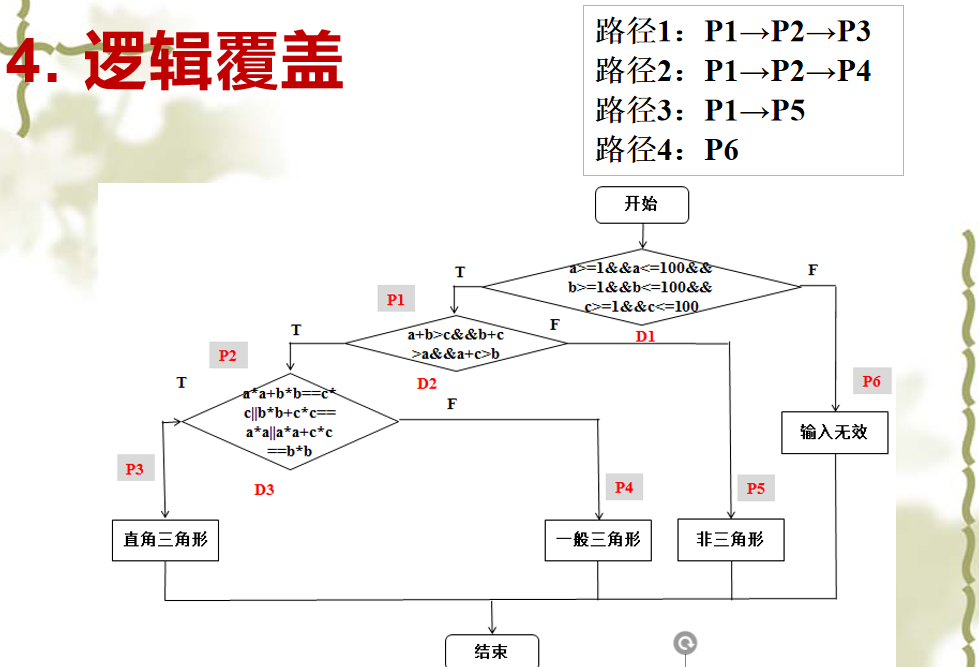 4. 逻辑覆盖
路径1：P1→P2→P3
路径2：P1→P2→P4
路径3：P1→P5
路径4：P6
开始
a>=1&&a<=100&&
b>=1&&b<=100&&
c>=1&&c<=100
T
F
D1
P1
a+b>c&&b+c
>a&&a+c>b
T
F
D2
P2
T
a*a+b*b==c*
c||b*b+c*c==
a*a||a*a+c*c
==b*b
F
D3
P6
输入无效
P3
P4
P5
直角三角形
一般三角形
非三角形
结束